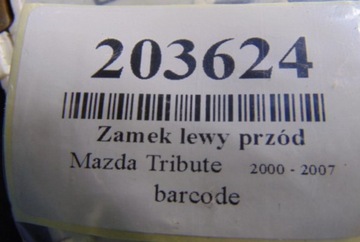 203624
Zamek lewy przód
Mazda Tribute 2000 - 2007
barcode